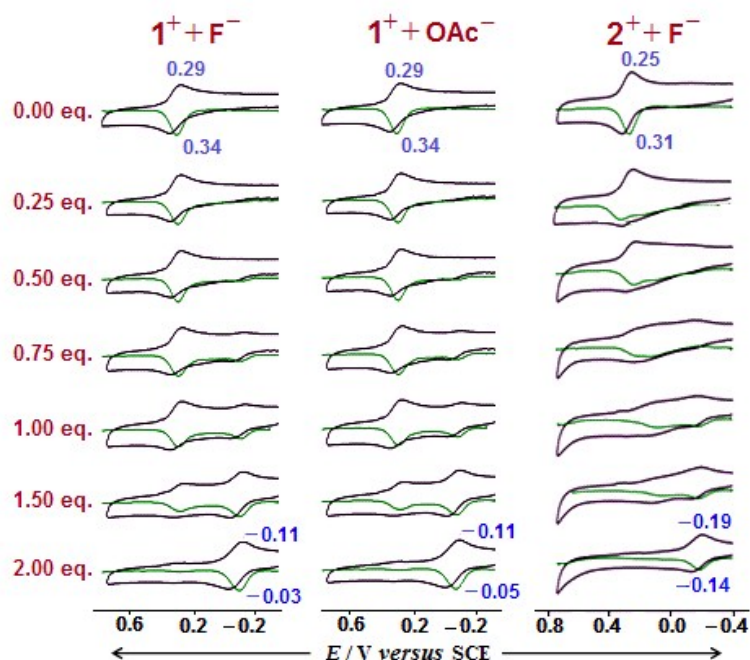 1⁺ + F⁻ 1⁺ + OAc⁻ 2⁺ + F⁻
0.29 0.29 0.25
0.00 eq.
0.34 0.34 0.31
0.25 eq.
0.50 eq.
0.75 eq.
1.00 eq.
1.50 eq.
−0.11 −0.11 −0.19
2.00 eq.
−0.03 −0.05 −0.14
0.6 0.2 −0.2 0.6 0.2 −0.2 0.8 0.4 0.0 −0.4
E / V versus SCE